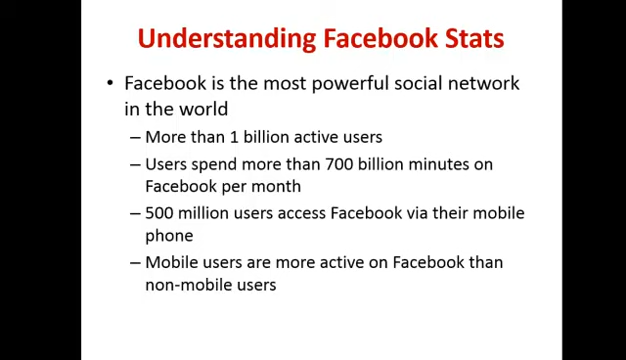 Understanding Facebook Stats
• Facebook is the most powerful social network
in the world
– More than 1 billion active users
– Users spend more than 700 billion minutes on
Facebook per month
– 500 million users access Facebook via their mobile
phone
– Mobile users are more active on Facebook than
non-mobile users